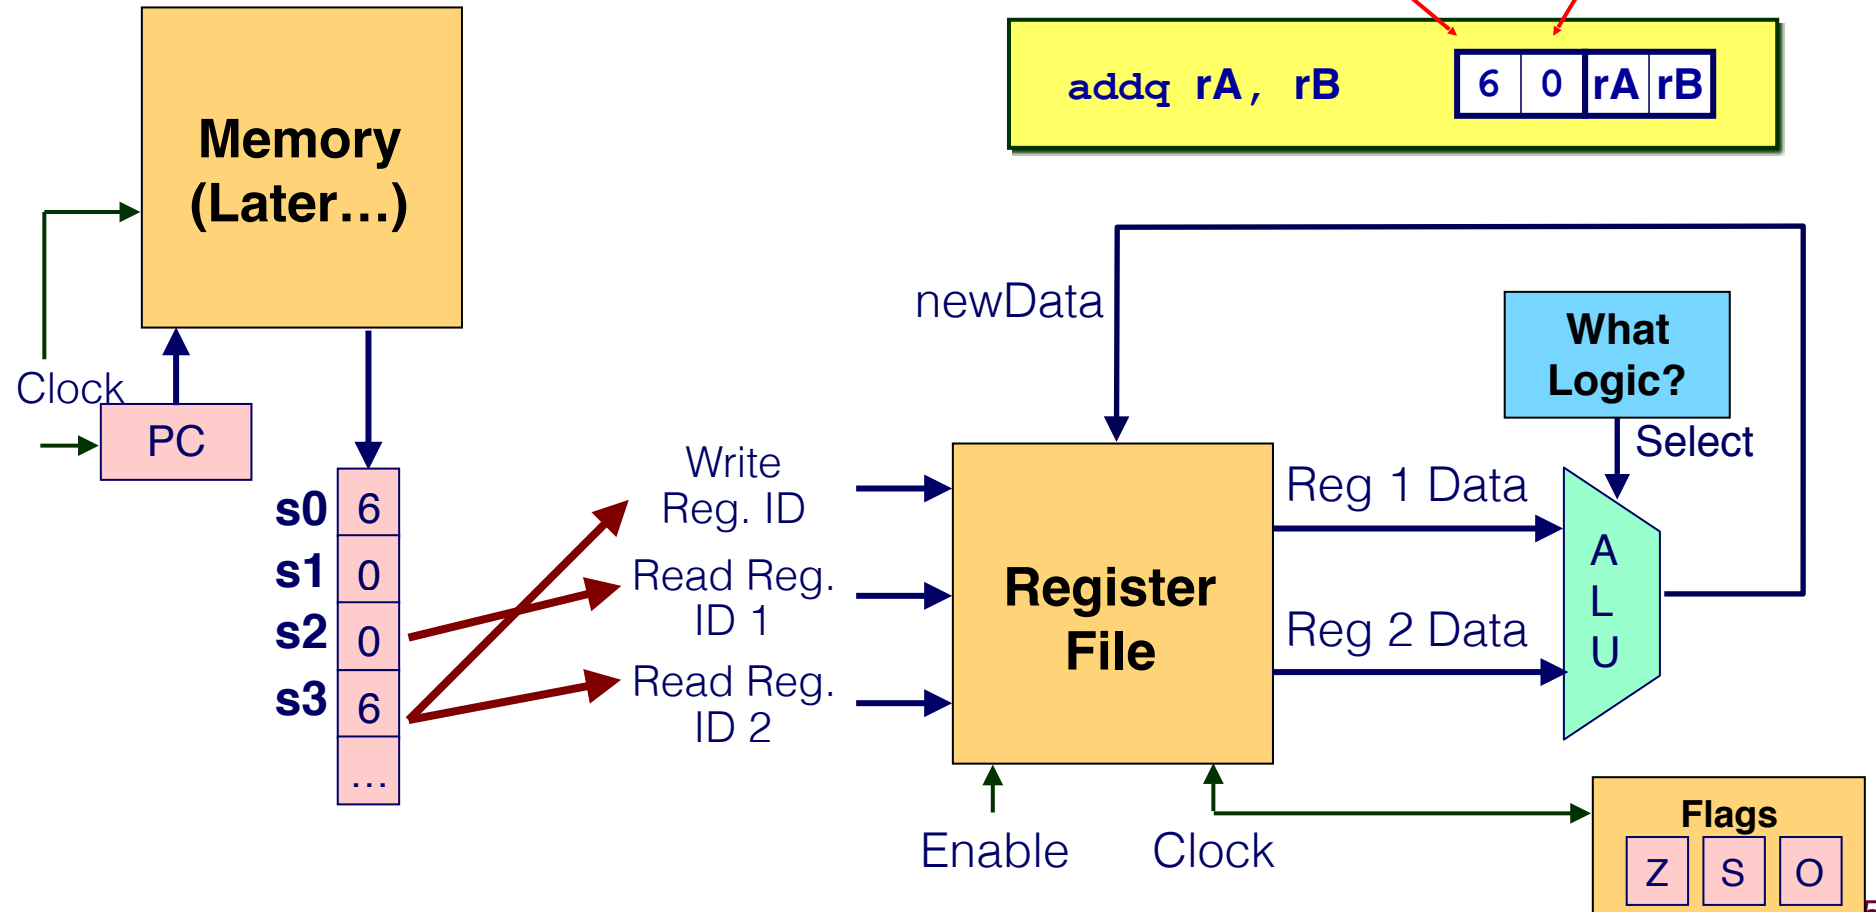 Memory
(Later...)
addq rA, rB
6 0 rA rB
newData
What
Logic?
Clock
PC
Select
Write
Reg. ID
Reg 1 Data
s0 6
s1 0
s2 0
s3 6
...
Read Reg.
ID 1
Read Reg.
ID 2
Register
File
Reg 2 Data
A
L
U
Enable
Clock
Flags
Z S O